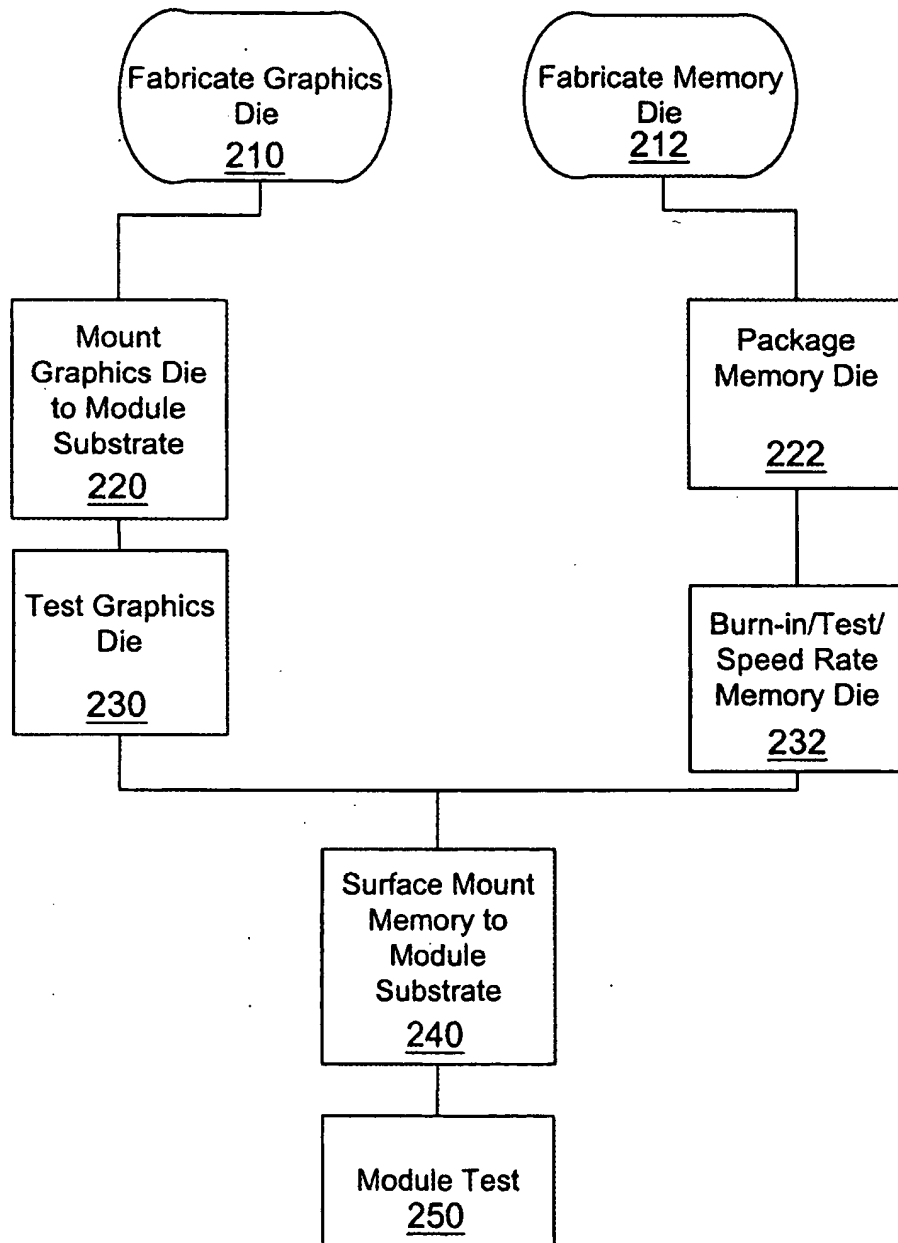 Fabricate Graphics
Die
210
Fabricate Memory
Die
212
Mount
Graphics Die
to Module
Substrate
220
Package
Memory Die
222
Test Graphics
Die
230
Burn-in/Test/
Speed Rate
Memory Die
232
Surface Mount
Memory to
Module
Substrate
240
Module Test
250